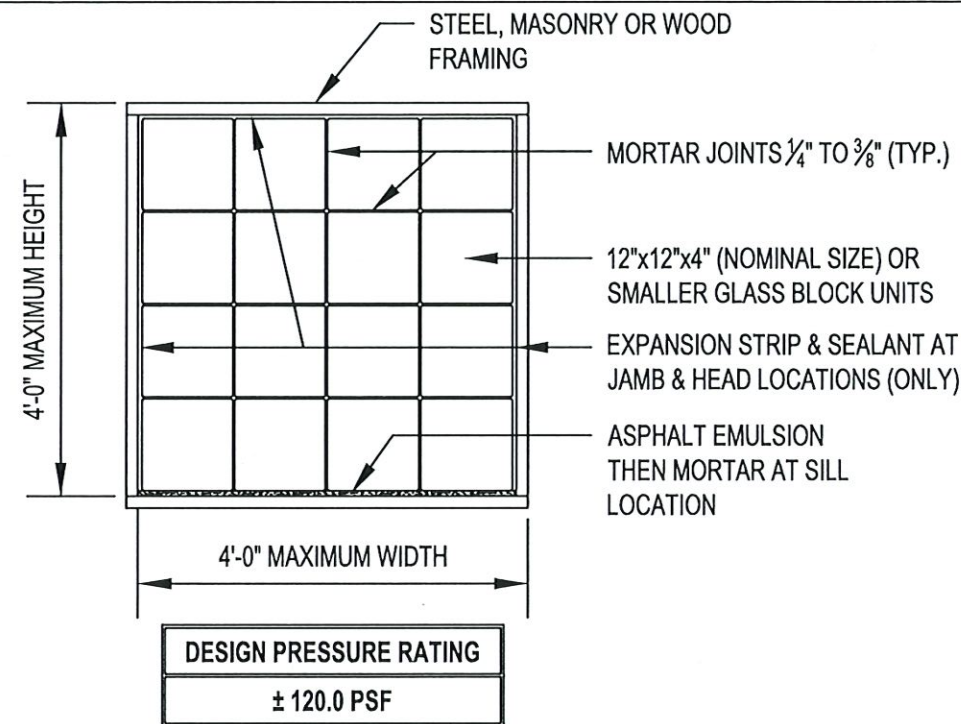 STEEL, MASONRY OR WOOD
FRAMING
4'-0" MAXIMUM HEIGHT
MORTAR JOINTS 1/4" TO 3/8" (TYP.)
12"x12"x4" (NOMINAL SIZE) OR
SMALLER GLASS BLOCK UNITS
EXPANSION STRIP & SEALANT AT
JAMB & HEAD LOCATIONS (ONLY)
ASPHALT EMULSION
THEN MORTAR AT SILL
LOCATION
4'-0" MAXIMUM WIDTH
DESIGN PRESSURE RATING
± 120.0 PSF